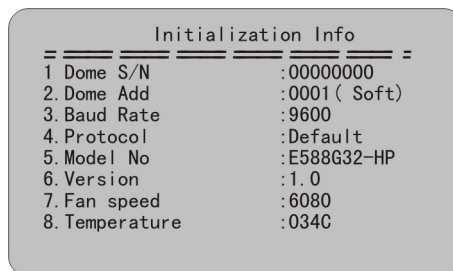 Initialization Info
= ==== ==== ==== ==== ==== ==== =
1 Dome S/N :00000000
2. Dome Add :0001( Soft)
3. Baud Rate :9600
4. Protocol :Default
5. Model No :E588G32-HP
6. Version :1.0
7. Fan speed :6080
8. Temperature :034C